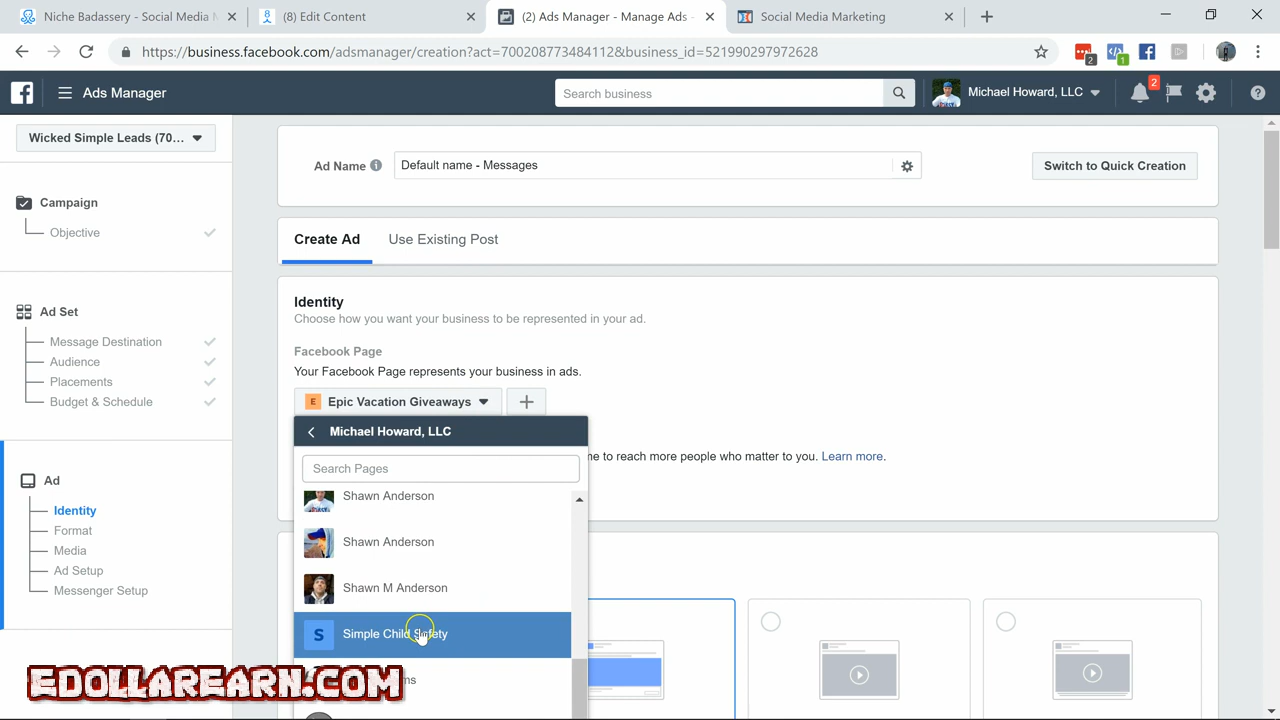 Niche Badassery - Social Media M
(8) Edit Content
(2) Ads Manager - Manage Ads -
Social Media Marketing
https://business.facebook.com/adsmanager/creation?act=700208773484112&business_id=521990297972628
2
1
Ads Manager
Search business
Michael Howard, LLC
2
Wicked Simple Leads (70...
Ad Name
Default name - Messages
Switch to Quick Creation
Campaign
Objective
Create Ad
Use Existing Post
Identity
Choose how you want your business to be represented in your ad.
Ad Set
Message Destination
Audience
Placements
Budget & Schedule
Facebook Page
Your Facebook Page represents your business in ads.
E Epic Vacation Giveaways
Michael Howard, LLC
me to reach more people who matter to you. Learn more.
Search Pages
Shawn Anderson
Shawn Anderson
Shawn M Anderson
S Simple Child Safety
ns
Ad
Identity
Format
Media
Ad Setup
Messenger Setup
EDOLLAREARN.COM